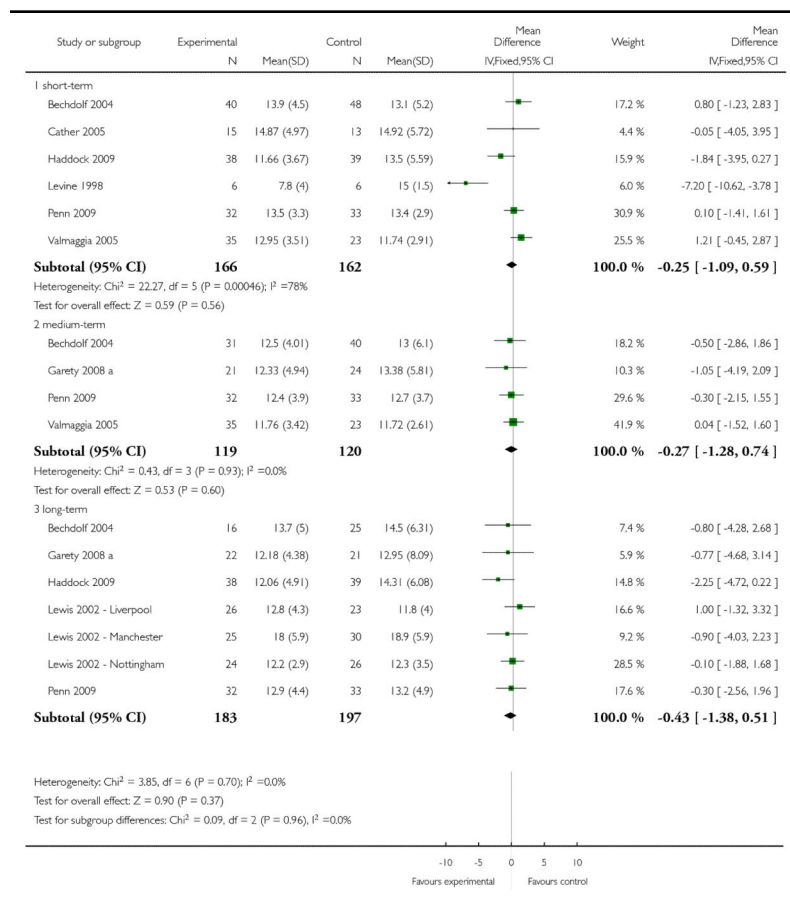 Study or subgroup Experimental Control Mean Difference Weight Mean Difference
N Mean(SD) N Mean(SD) IV,Fixed,95% CI IV,Fixed,95% CI
1 short-term
Bechdolf 2004 40 13.9 (4.5) 48 13.1 (5.2) 17.2 % 0.80 [ -1.23, 2.83 ]
Cather 2005 15 14.87 (4.97) 13 14.92 (5.72) 4.4 % -0.05 [ -4.05, 3.95 ]
Haddock 2009 38 11.66 (3.67) 39 13.5 (5.59) 15.9 % -1.84 [ -3.95, 0.27 ]
Levine 1998 6 7.8 (4) 6 15 (1.5) 6.0 % -7.20 [ -10.62, -3.78 ]
Penn 2009 32 13.5 (3.3) 33 13.4 (2.9) 30.9 % 0.10 [ -1.41, 1.61 ]
Valmaggia 2005 35 12.95 (3.51) 23 11.74 (2.91) 25.5 % 1.21 [ -0.45, 2.87 ]
Subtotal (95% CI) 166 162 100.0 % -0.25 [ -1.09, 0.59 ]
Heterogeneity: Chi² = 22.27, df = 5 (P = 0.00046); I² =78%
Test for overall effect: Z = 0.59 (P = 0.56)
2 medium-term
Bechdolf 2004 31 12.5 (4.01) 40 13 (6.1) 18.2 % -0.50 [ -2.86, 1.86 ]
Garety 2008 a 21 12.33 (4.94) 24 13.38 (5.81) 10.3 % -1.05 [ -4.19, 2.09 ]
Penn 2009 32 12.4 (3.9) 33 12.7 (3.7) 29.6 % -0.30 [ -2.15, 1.55 ]
Valmaggia 2005 35 11.76 (3.42) 23 11.72 (2.61) 41.9 % 0.04 [ -1.52, 1.60 ]
Subtotal (95% CI) 119 120 100.0 % -0.27 [ -1.28, 0.74 ]
Heterogeneity: Chi² = 0.43, df = 3 (P = 0.93); I² =0.0%
Test for overall effect: Z = 0.53 (P = 0.60)
3 long-term
Bechdolf 2004 16 13.7 (5) 25 14.5 (6.31) 7.4 % -0.80 [ -4.28, 2.68 ]
Garety 2008 a 22 12.18 (4.38) 21 12.95 (8.09) 5.9 % -0.77 [ -4.68, 3.14 ]
Haddock 2009 38 12.06 (4.91) 39 14.31 (6.08) 14.8 % -2.25 [ -4.72, 0.22 ]
Lewis 2002 - Liverpool 26 12.8 (4.3) 23 11.8 (4) 16.6 % 1.00 [ -1.32, 3.32 ]
Lewis 2002 - Manchester 25 18 (5.9) 30 18.9 (5.9) 9.2 % -0.90 [ -4.03, 2.23 ]
Lewis 2002 - Nottingham 24 12.2 (2.9) 26 12.3 (3.5) 28.5 % -0.10 [ -1.88, 1.68 ]
Penn 2009 32 12.9 (4.4) 33 13.2 (4.9) 17.6 % -0.30 [ -2.56, 1.96 ]
Subtotal (95% CI) 183 197 100.0 % -0.43 [ -1.38, 0.51 ]
Heterogeneity: Chi² = 3.85, df = 6 (P = 0.70); I² =0.0%
Test for overall effect: Z = 0.90 (P = 0.37)
Test for subgroup differences: Chi² = 0.09, df = 2 (P = 0.96), I² =0.0%
-10 -5 0 5 10
Favours experimental Favours control